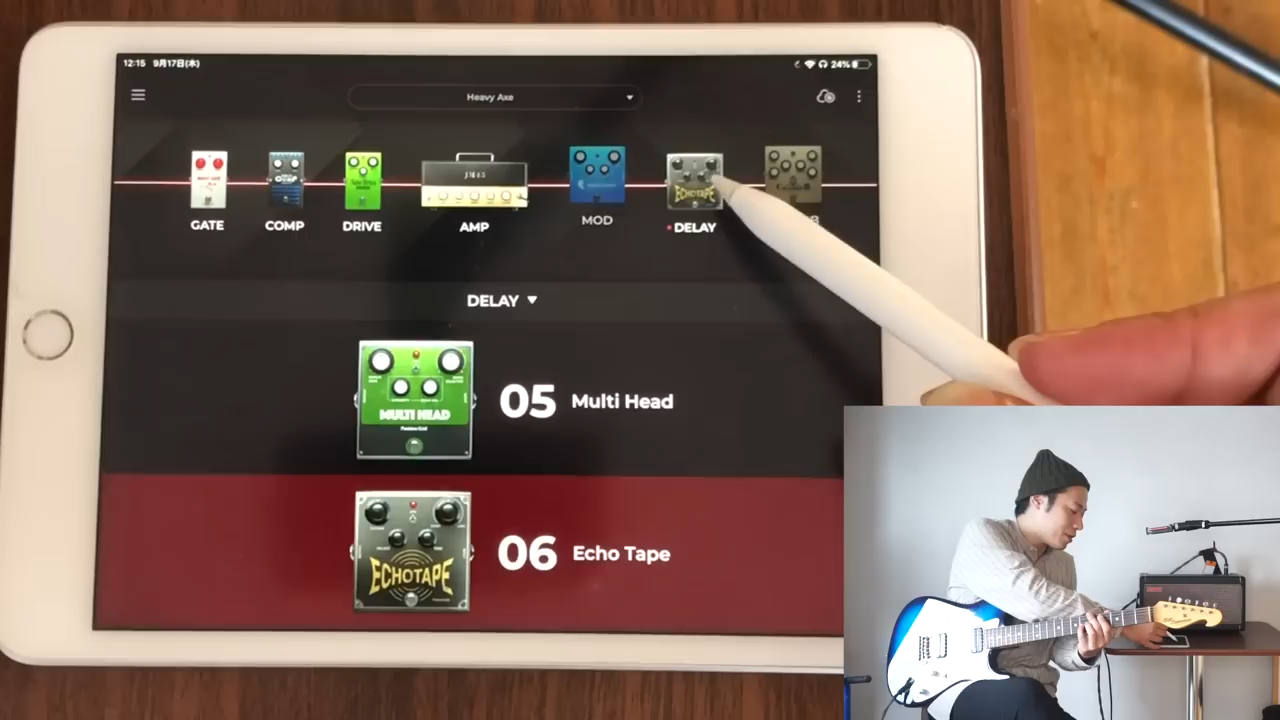 12:15 9月17日(木)
24%
Heavy Axe
GATE
COMP
DRIVE
AMP
MOD
DELAY
ECHOTAPE
DELAY ▼
MULTI HEAD
05 Multi Head
ECHOTAPE
06 Echo Tape